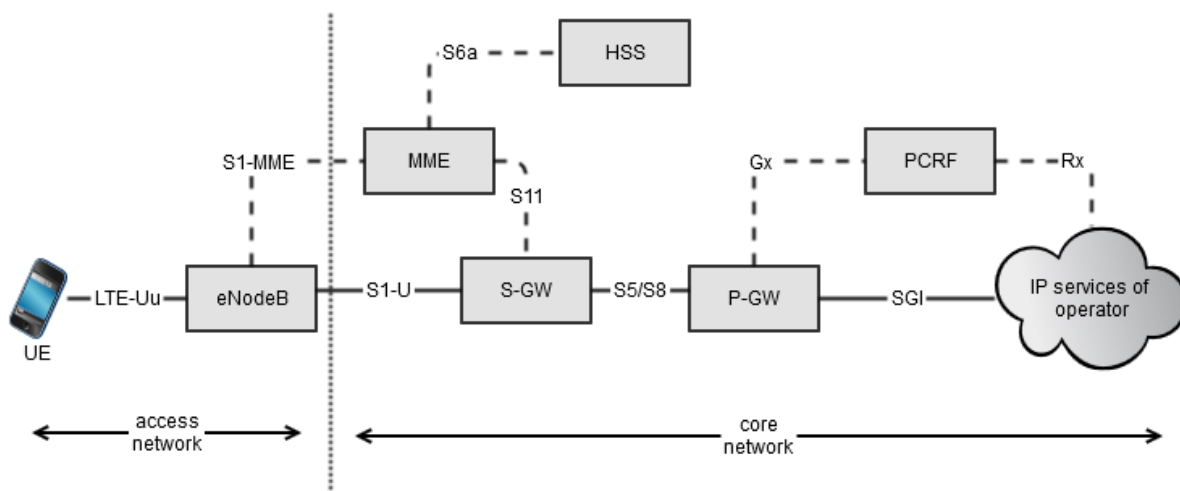 S6a
HSS
S1-MME
MME
Gx
PCRF
Rx
S11
UE
LTE-Uu
eNodeB
S1-U
S-GW
S5/S8
P-GW
SGI
IP services of
operator
access
network
core
network